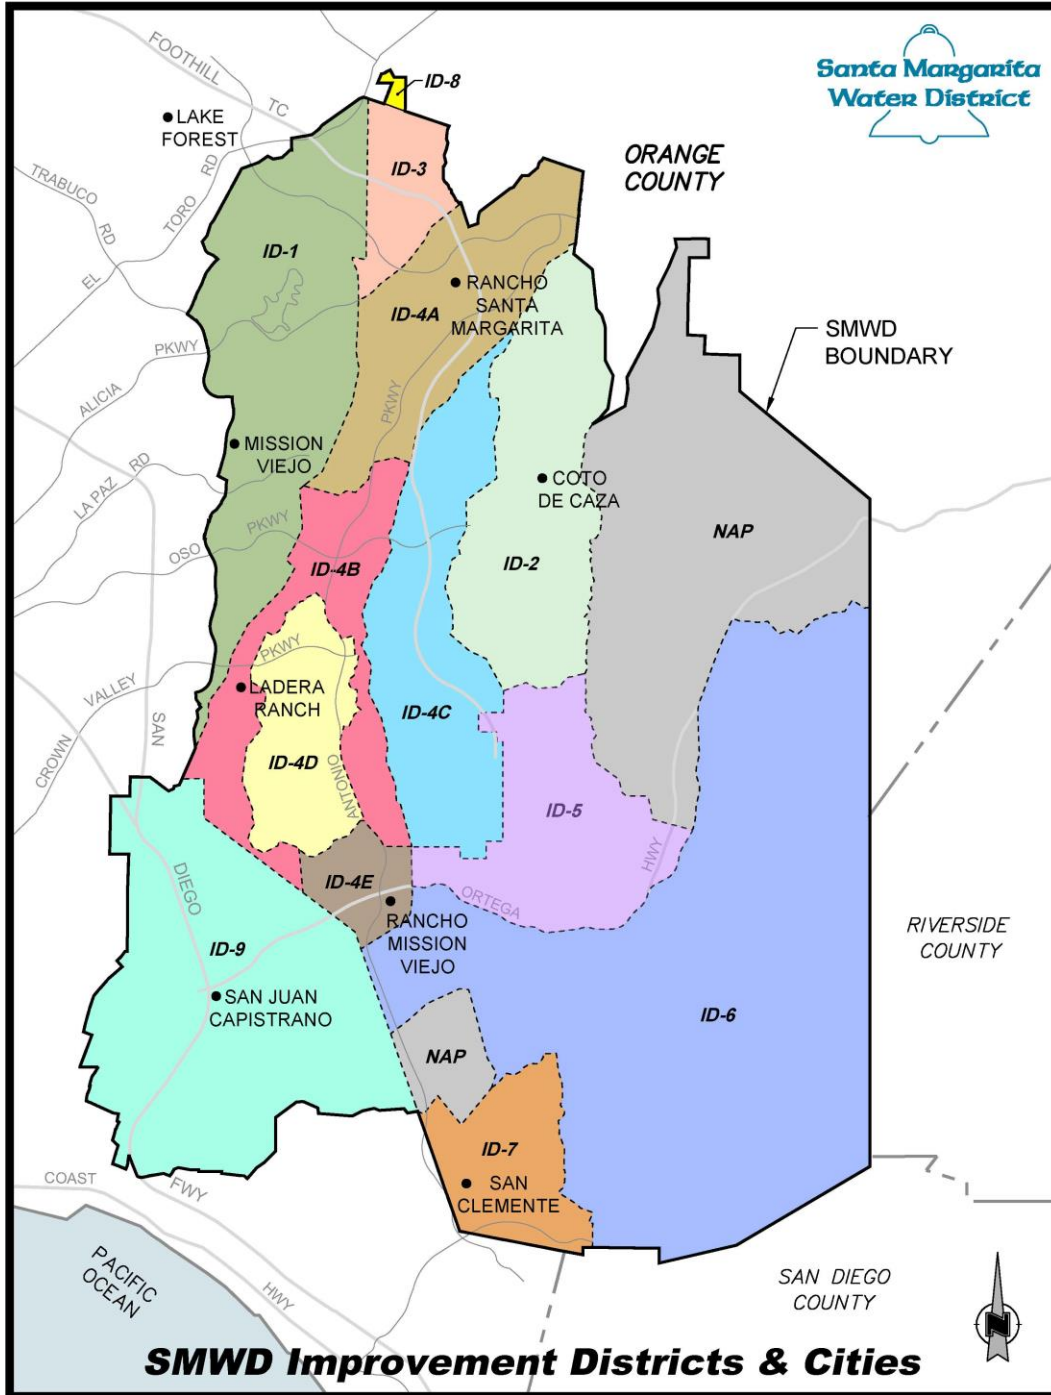 Santa Margarita
Water District
FOOTHILL
TC
ID-8
LAKE
FOREST
ORANGE
COUNTY
TRABUCO
RD
EL
TORO
RD
ID-3
ID-1
RANCHO
SANTA
MARGARITA
ID-4A
SMWD
BOUNDARY
PKWY
ALICIA
PKWY
MISSION
VIEJO
LA PAZ
RD
COTO
DE CAZA
NAP
OSO
PKWY
ID-4B
ID-2
VALLEY
CROWN
PKWY
LADERA
RANCH
SAN
ID-4C
ID-4D
ANTONIO
ID-5
HWY
DIEGO
ID-4E
ORTEGA
RANCHO
MISSION
VIEJO
RIVERSIDE
COUNTY
ID-9
SAN JUAN
CAPISTRANO
ID-6
NAP
ID-7
SAN
CLEMENTE
COAST
FWY
HWY
PACIFIC
OCEAN
SAN DIEGO
COUNTY
N
SMWD Improvement Districts & Cities